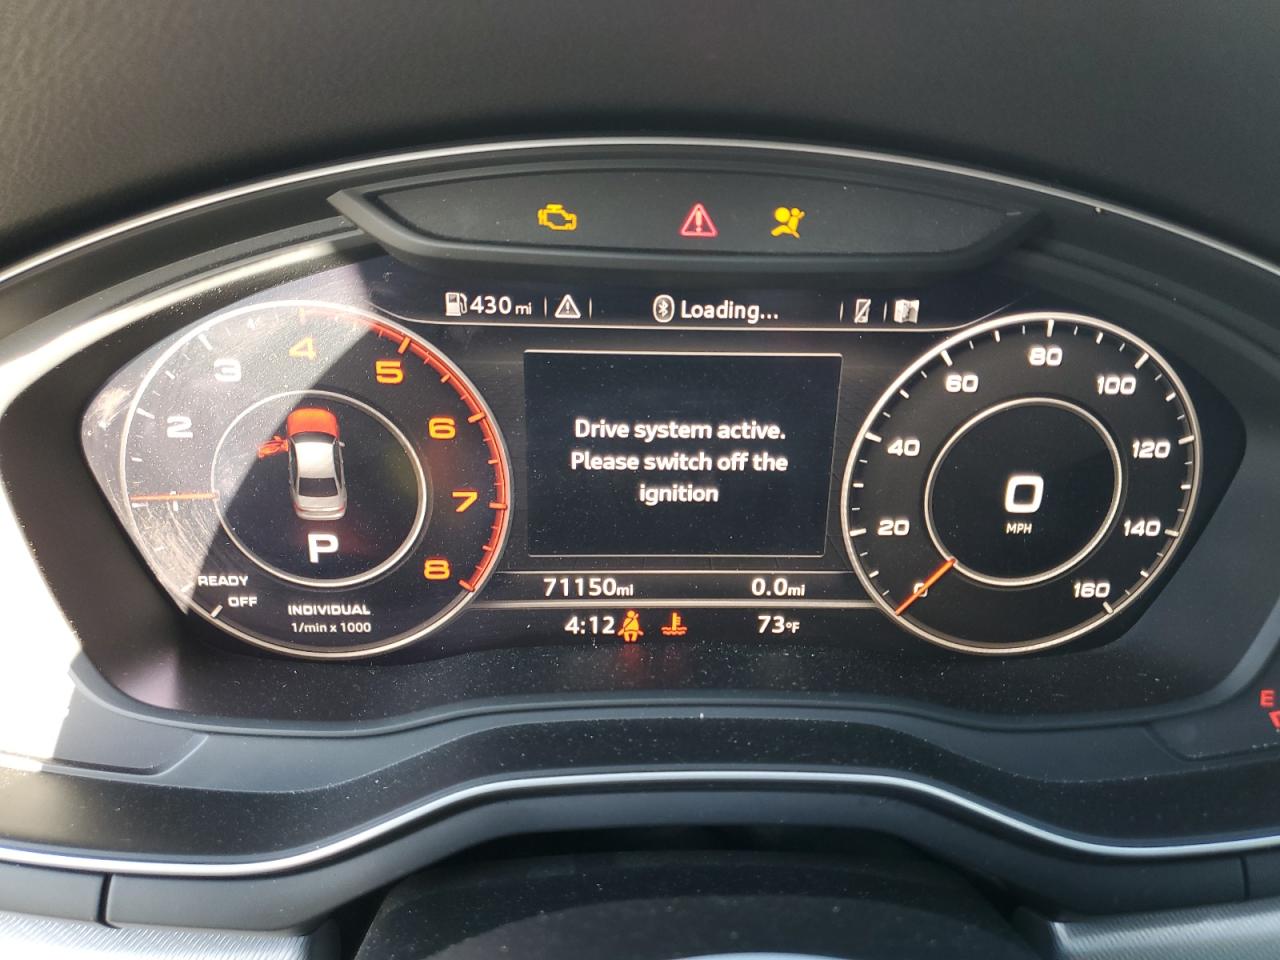 430 mi
Loading...
Drive system active.
Please switch off the
ignition
1
2
3
4
5
6
7
8
P
READY
OFF
INDIVIDUAL
1/min x 1000
71150mi
0.0mi
4:12
73°F
0
20
40
60
80
100
120
140
160
0
MPH
E